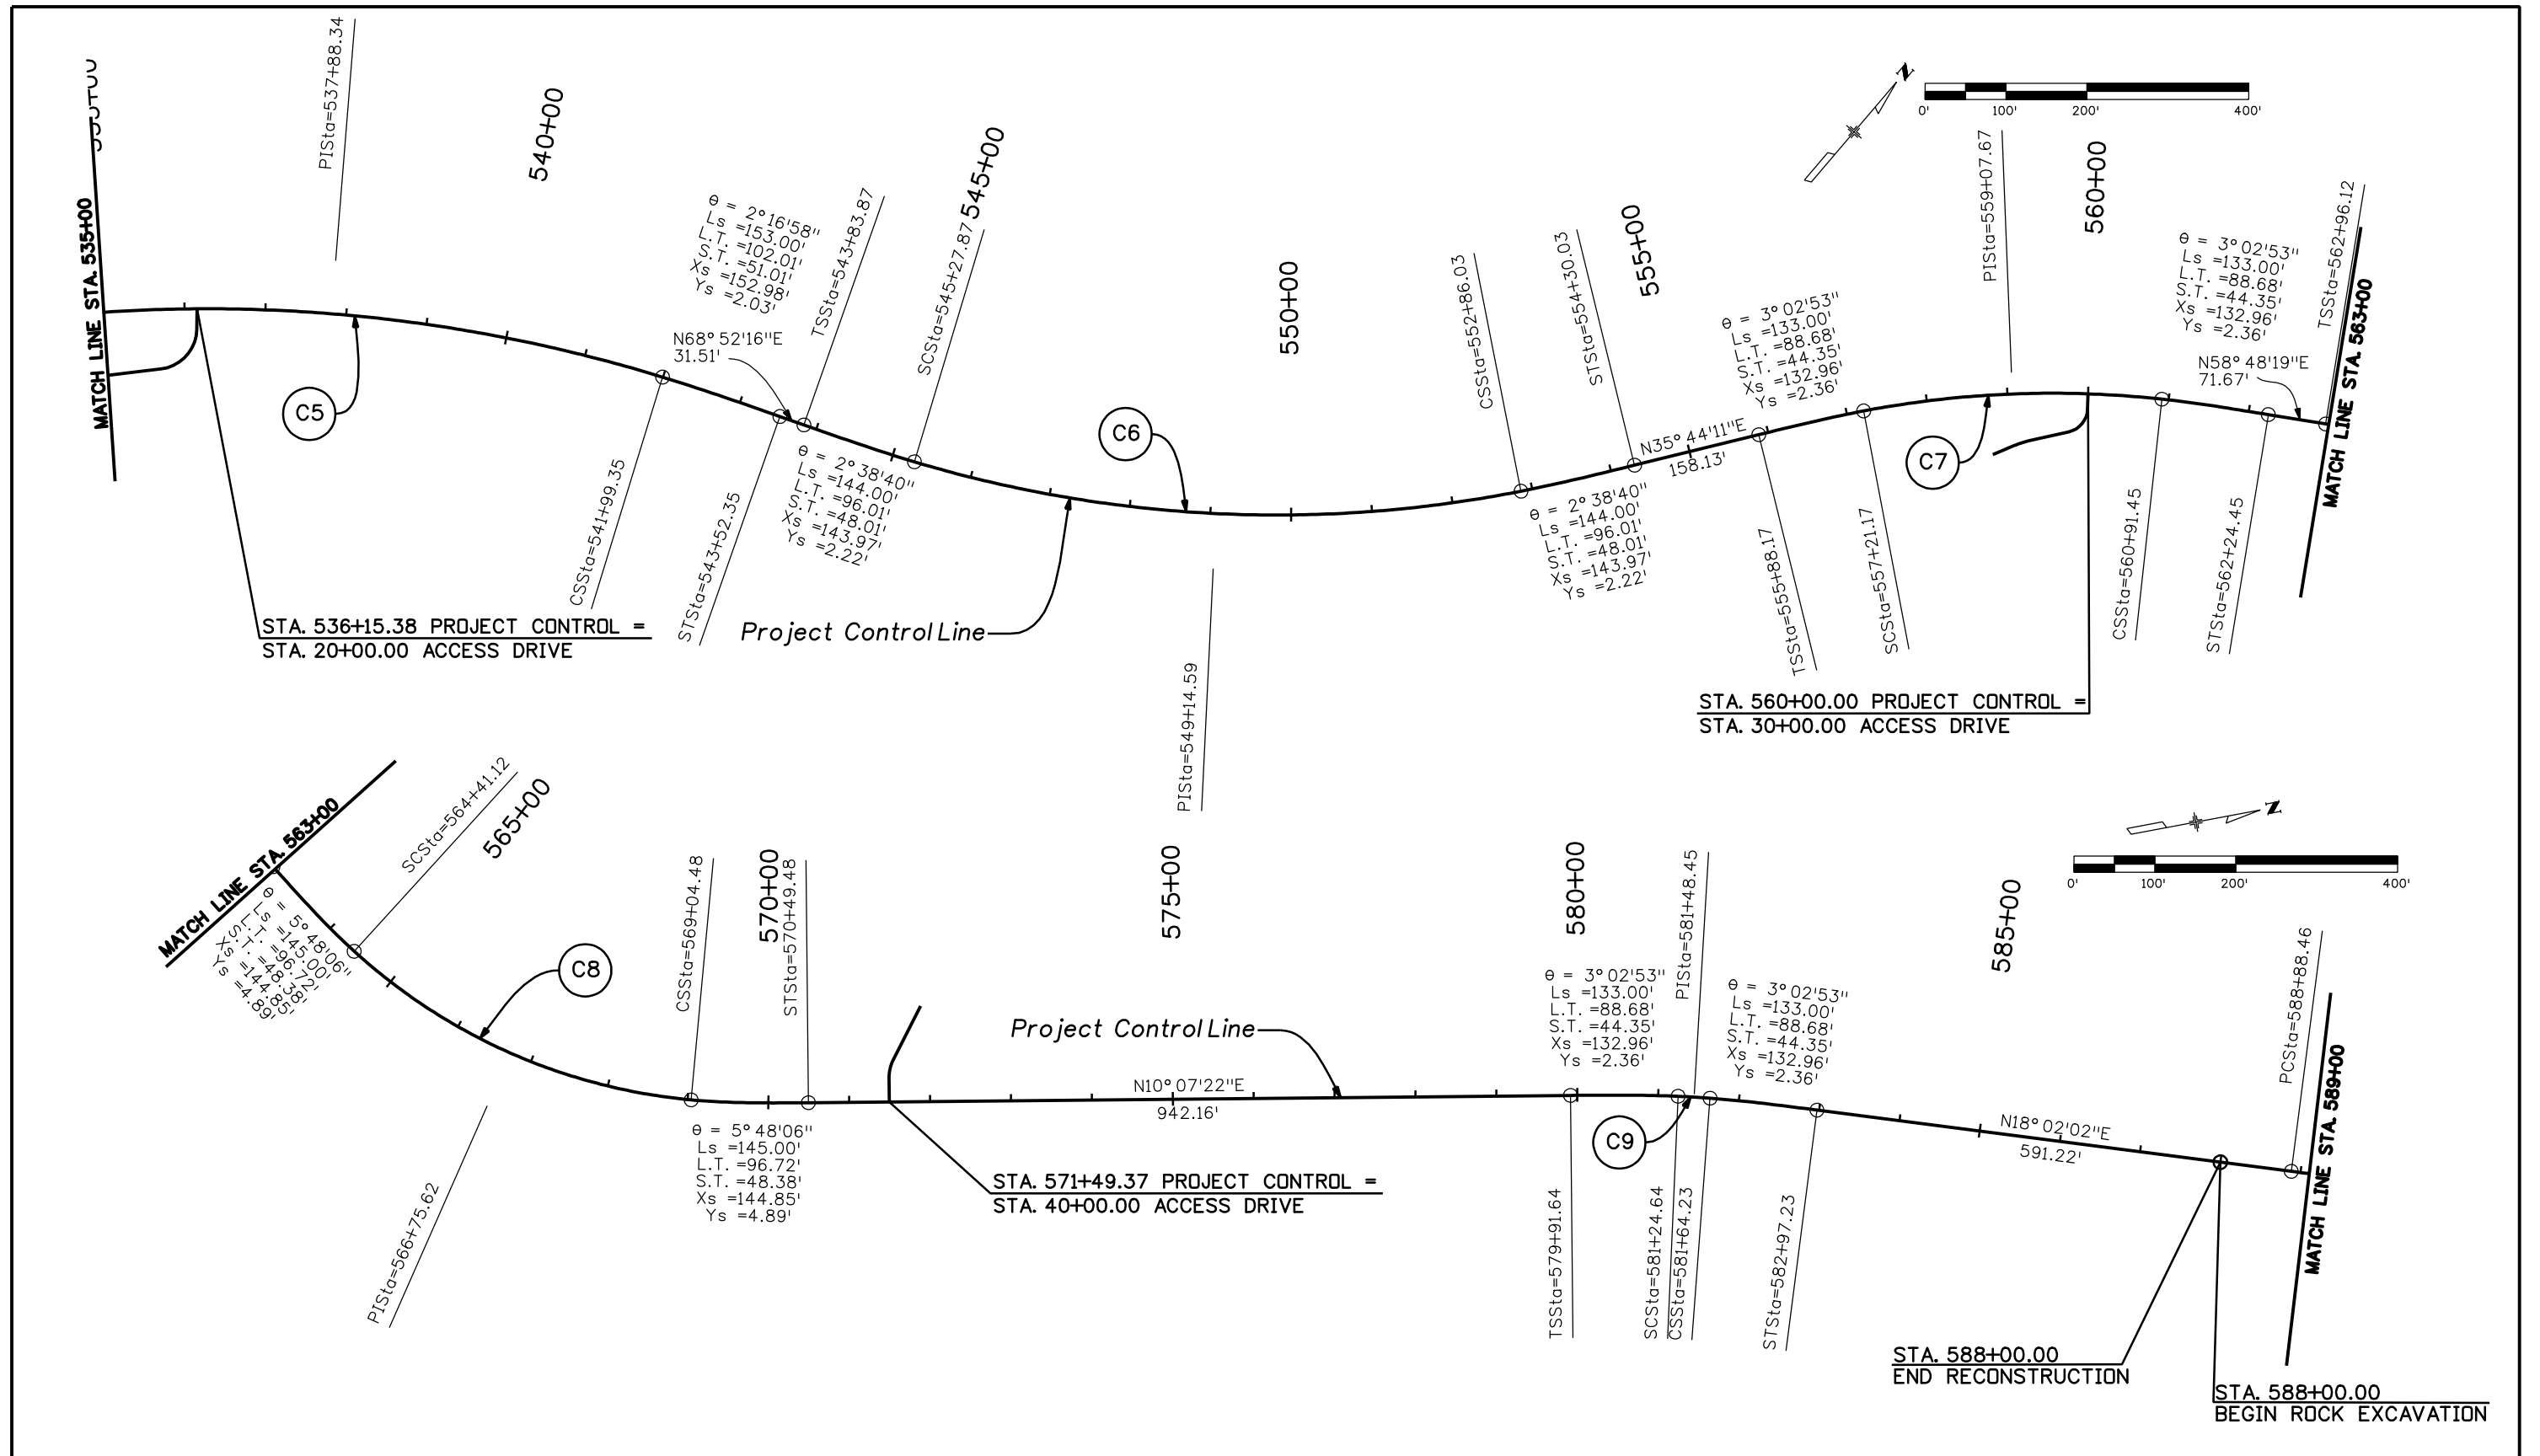 535+00
MATCH LINE STA. 535+00
PISta=537+88.34
540+00
θ = 2°16'58"
Ls =153.00'
L.T. =102.01'
S.T. =51.01'
Xs =152.98'
Ys =2.03'
TSSta=543+83.87
545+00
SCSta=545+27.87
N68°52'16"E
31.51'
C5
CSSta=541+99.35
STSta=543+52.35
θ = 2°38'40"
Ls =144.00'
L.T. =96.01'
S.T. =48.01'
Xs =143.97'
Ys =2.22'
STA. 536+15.38 PROJECT CONTROL =
STA. 20+00.00 ACCESS DRIVE
Project Control Line
C6
550+00
PISta=549+14.59
CSSta=552+86.03
STSta=554+30.03
555+00
θ = 2°38'40"
Ls =144.00'
L.T. =96.01'
S.T. =48.01'
Xs =143.97'
Ys =2.22'
N35°44'11"E
158.13'
θ = 3°02'53"
Ls =133.00'
L.T. =88.68'
S.T. =44.35'
Xs =132.96'
Ys =2.36'
TSSta=555+88.17
SCSta=557+21.17
C7
PISta=559+07.67
560+00
N
0' 100' 200' 400'
θ = 3°02'53"
Ls =133.00'
L.T. =88.68'
S.T. =44.35'
Xs =132.96'
Ys =2.36'
N58°48'19"E
71.67'
TSSta=562+96.12
MATCH LINE STA. 563+00
CSSta=560+91.45
STSta=562+24.45
STA. 560+00.00 PROJECT CONTROL =
STA. 30+00.00 ACCESS DRIVE
MATCH LINE STA. 563+00
SCSta=564+41.12
565+00
θ = 5°48'06"
Ls =145.00'
L.T. =96.72'
S.T. =48.38'
Xs =144.85'
Ys =4.89'
C8
PISta=566+75.62
CSSta=569+04.48
570+00
STSta=570+49.48
θ = 5°48'06"
Ls =145.00'
L.T. =96.72'
S.T. =48.38'
Xs =144.85'
Ys =4.89'
575+00
Project Control Line
N10°07'22"E
942.16'
STA. 571+49.37 PROJECT CONTROL =
STA. 40+00.00 ACCESS DRIVE
580+00
θ = 3°02'53"
Ls =133.00'
L.T. =88.68'
S.T. =44.35'
Xs =132.96'
Ys =2.36'
PISta=581+48.45
θ = 3°02'53"
Ls =133.00'
L.T. =88.68'
S.T. =44.35'
Xs =132.96'
Ys =2.36'
C9
TSSta=579+91.64
SCSta=581+24.64
CSSta=581+64.23
STSta=582+97.23
585+00
N
0' 100' 200' 400'
N18°02'02"E
591.22'
PCSta=588+88.46
MATCH LINE STA. 589+00
STA. 588+00.00
END RECONSTRUCTION
STA. 588+00.00
BEGIN ROCK EXCAVATION